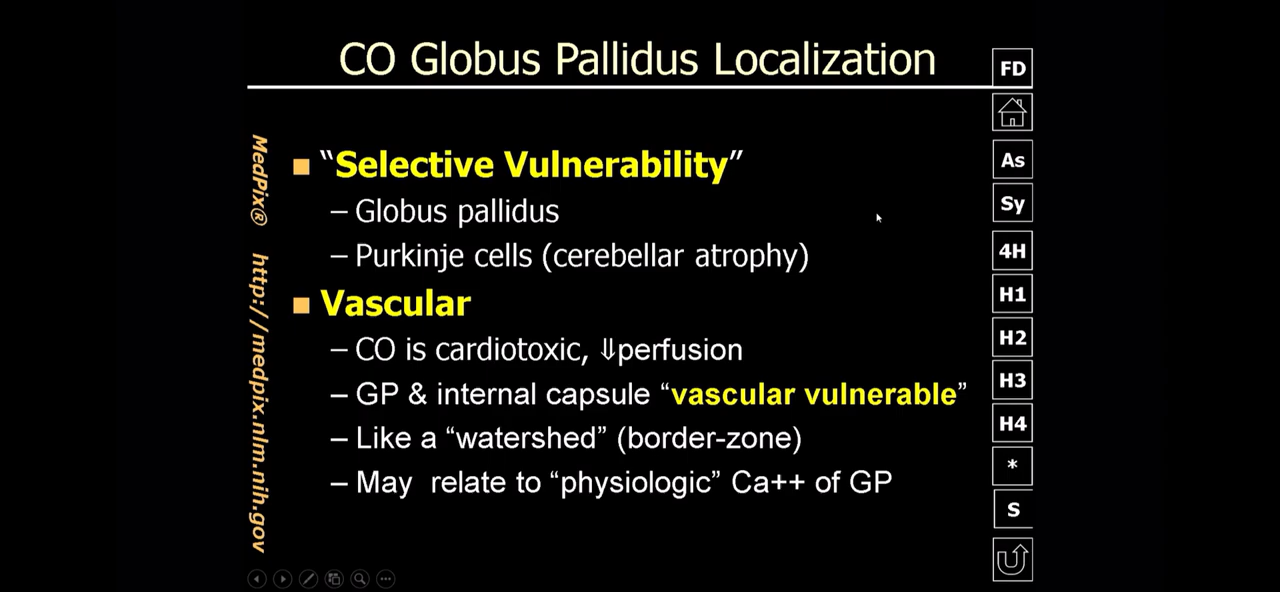 CO Globus Pallidus Localization
"Selective Vulnerability"
– Globus pallidus
– Purkinje cells (cerebellar atrophy)
Vascular
– CO is cardiotoxic, ⇓perfusion
– GP & internal capsule “vascular vulnerable”
– Like a “watershed” (border-zone)
– May relate to “physiologic” Ca++ of GP
MedPix® http://medpix.nlm.nih.gov
FD
As
Sy
4H
H1
H2
H3
H4
*
S